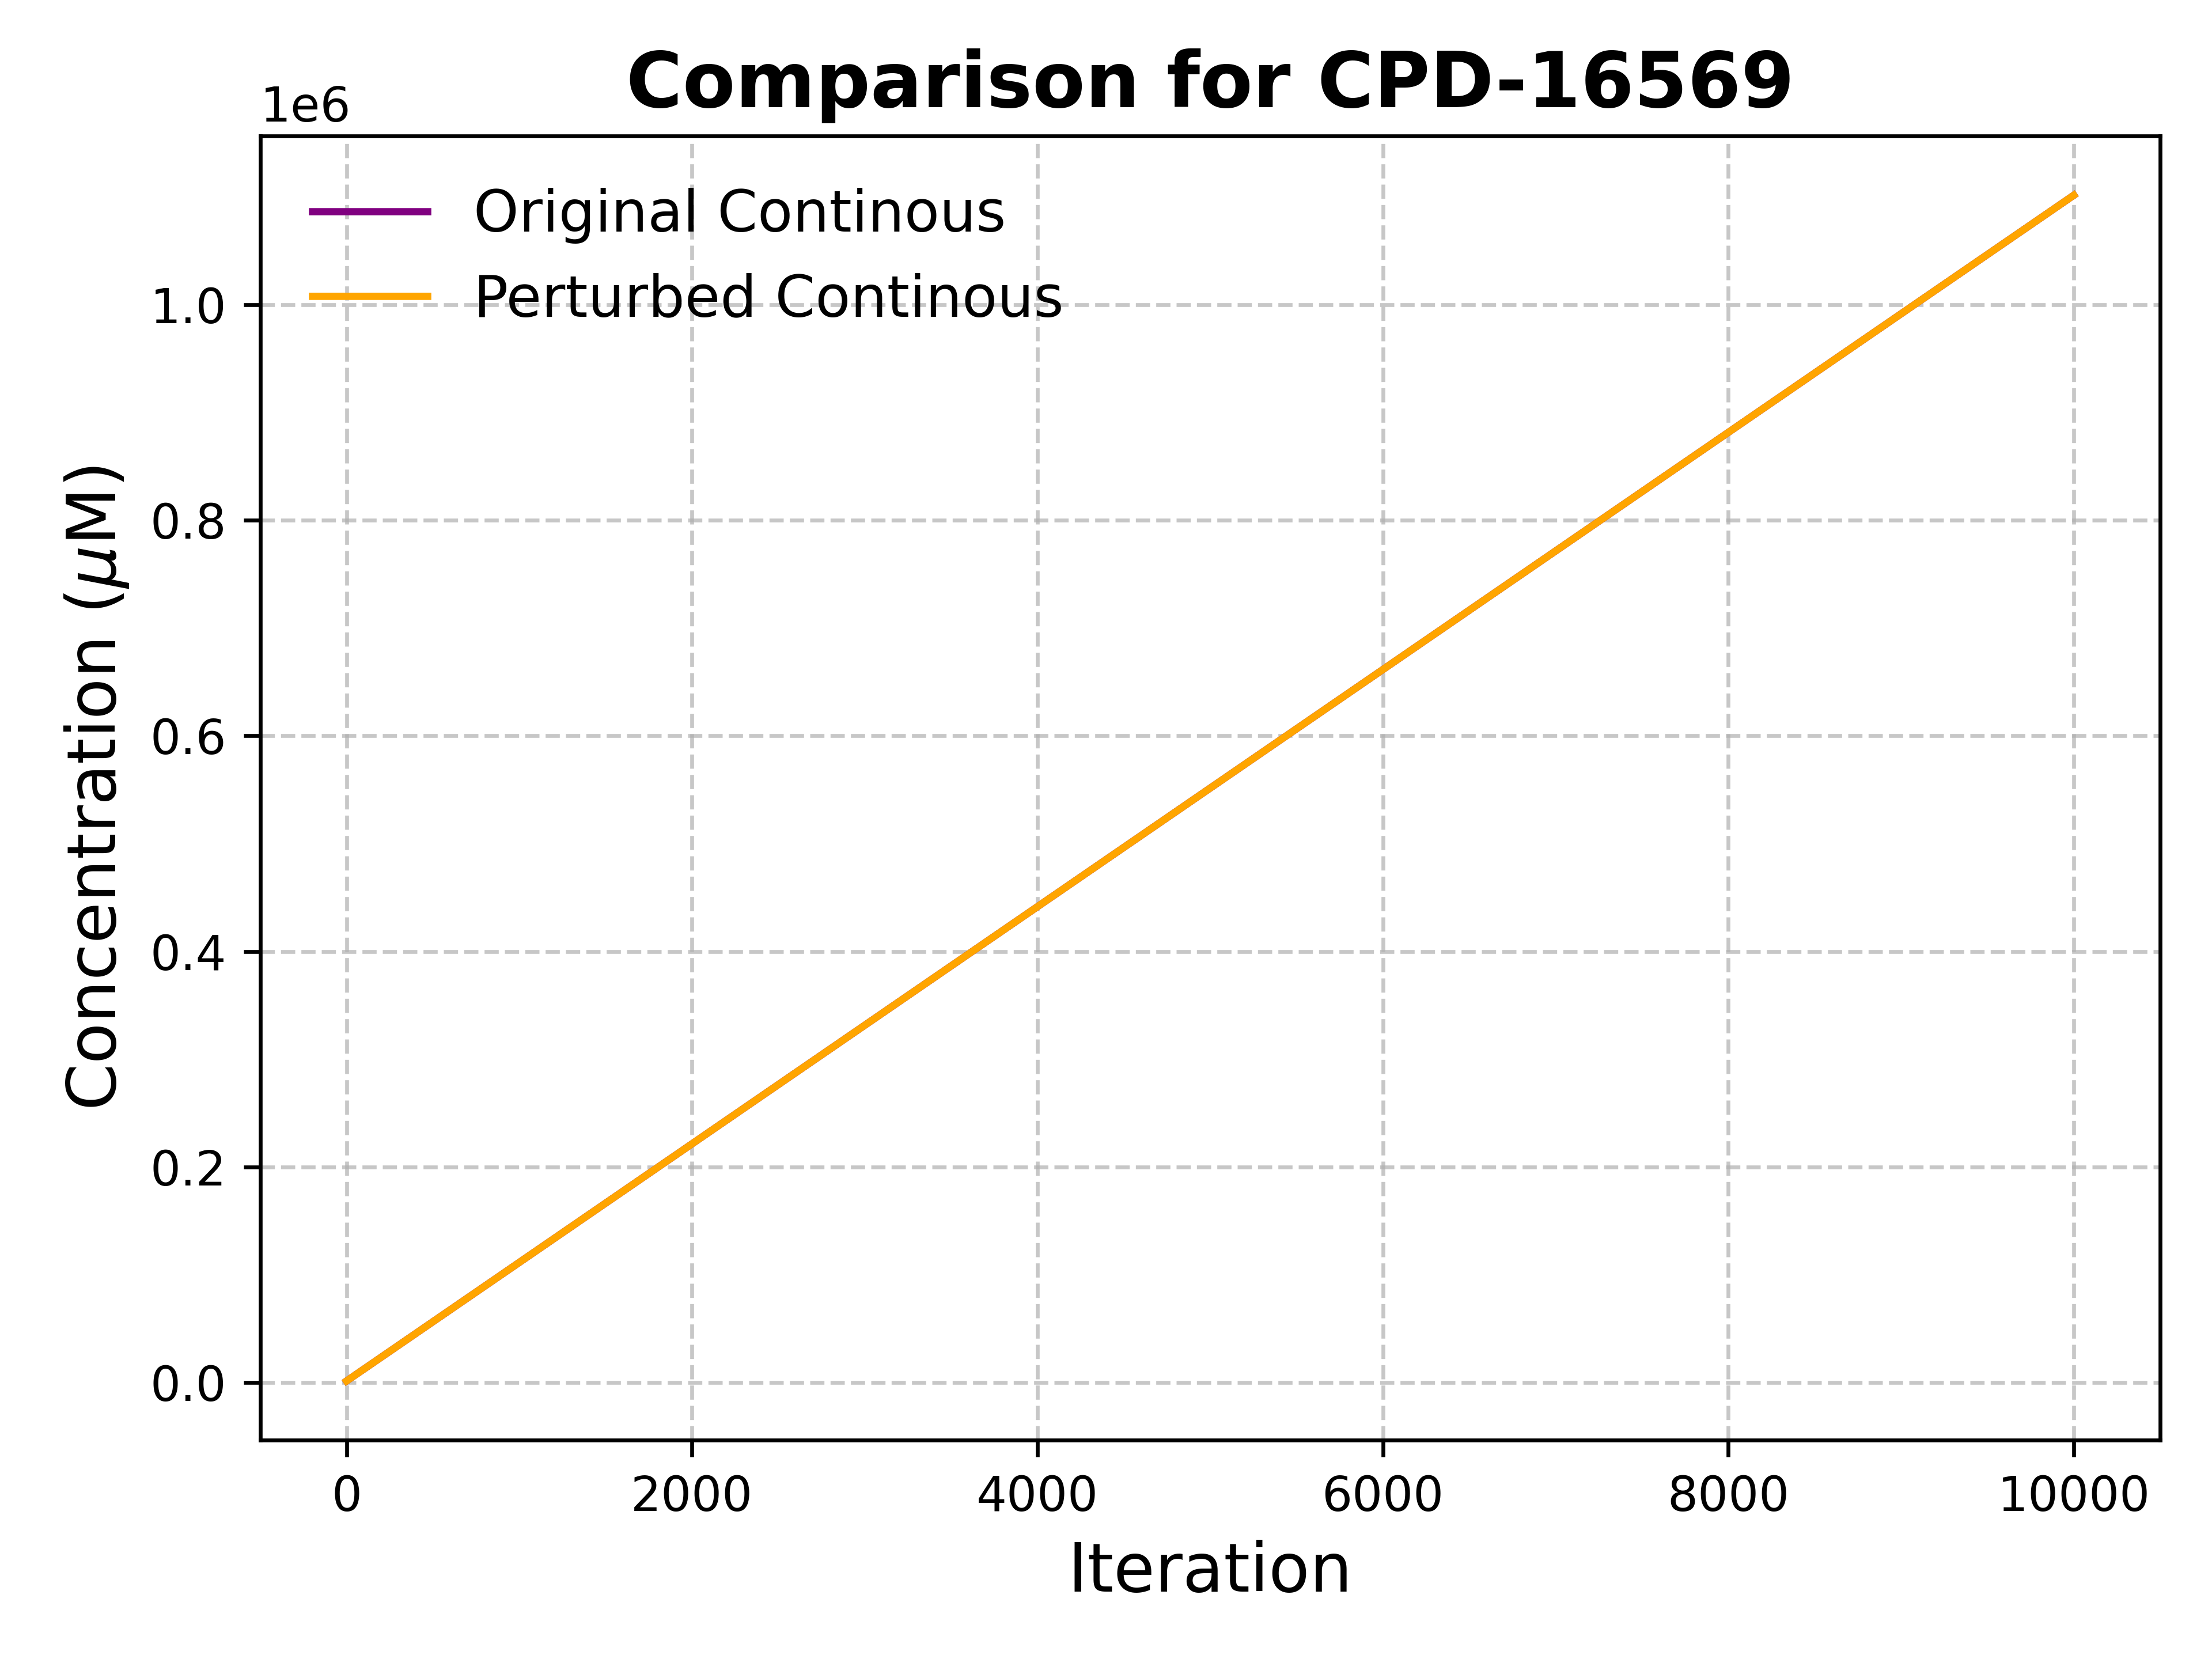 Comparison for CPD-16569
1e6
Original Continous
Perturbed Continous
1.0
0.8
0.6
0.4
0.2
0.0
Concentration (μM)
0 2000 4000 6000 8000 10000
Iteration